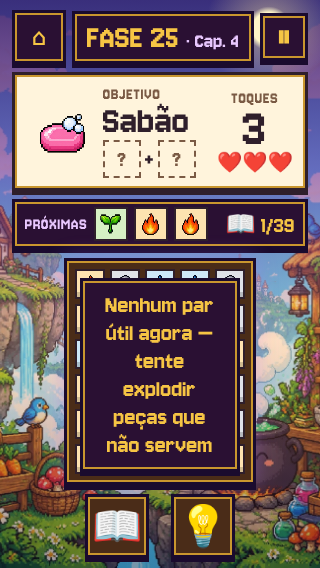 FASE 25 · Cap. 4
OBJETIVO
Sabão
? + ?
TOQUES
3
PRÓXIMAS
1/39
Nenhum par
útil agora —
tente
explodir
peças que
não servem